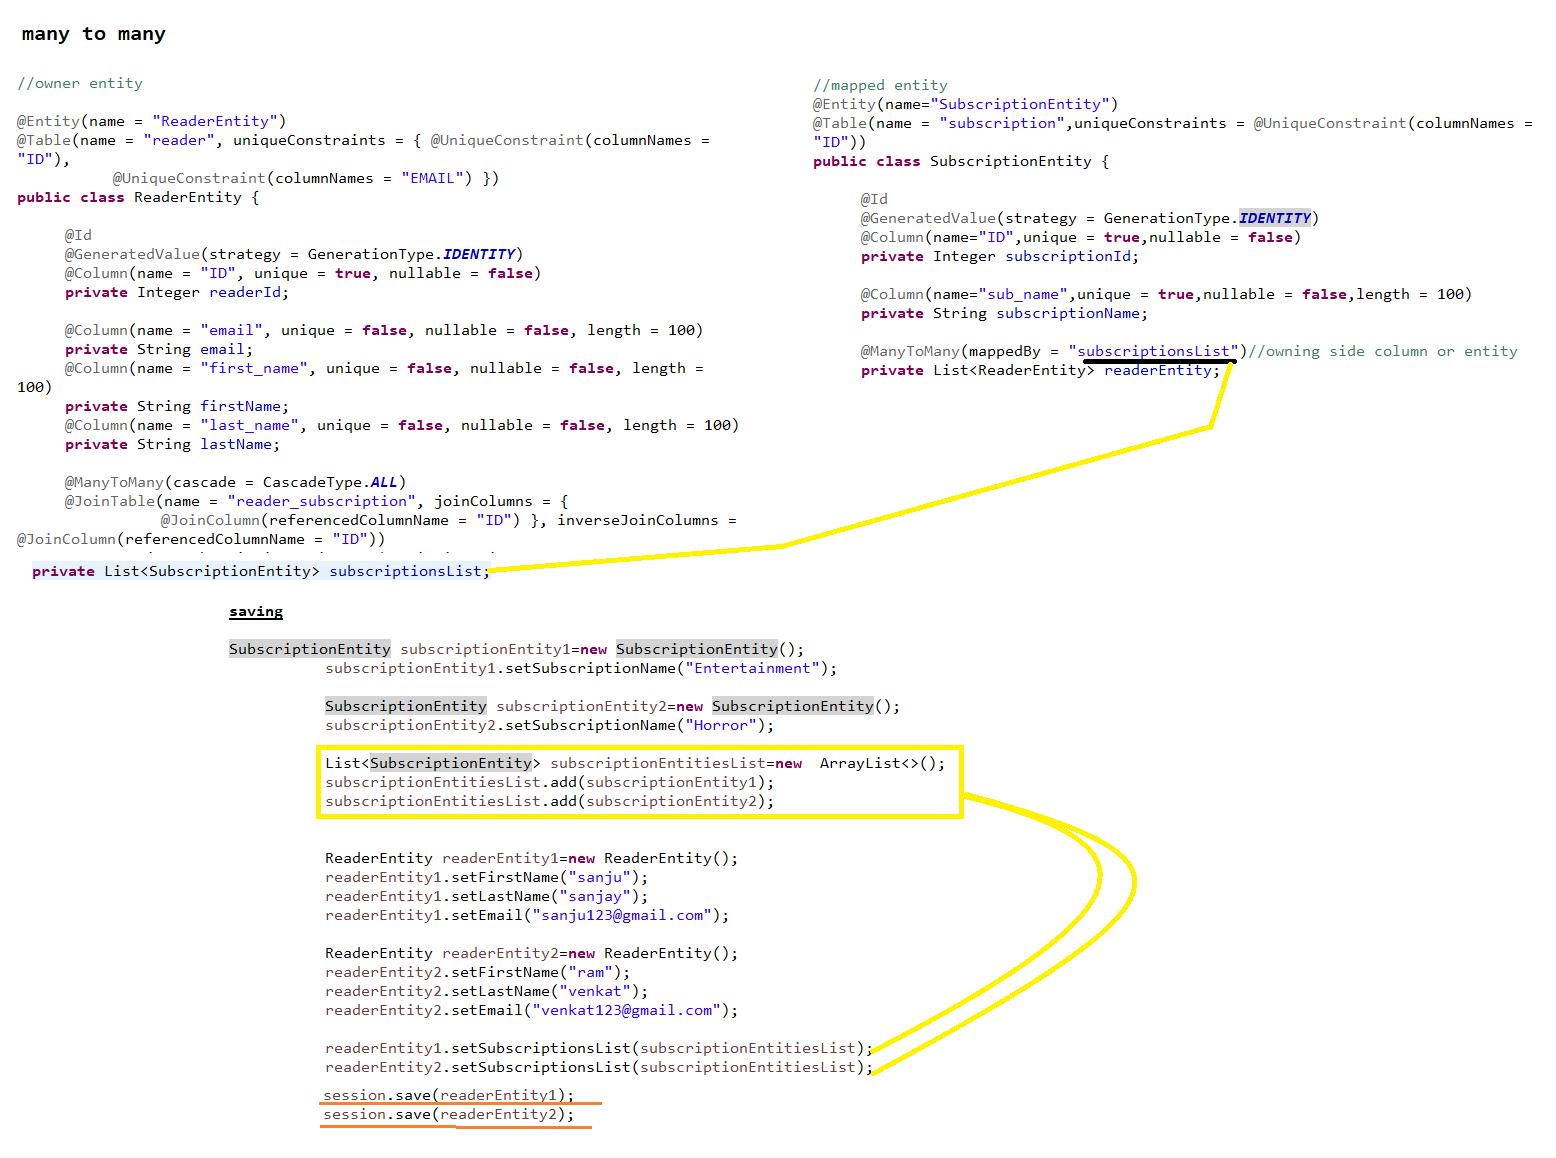 many to many
//owner entity
@Entity(name = "ReaderEntity")
@Table(name = "reader", uniqueConstraints = { @UniqueConstraint(columnNames =
"ID"),
@UniqueConstraint(columnNames = "EMAIL") })
public class ReaderEntity {
@Id
@GeneratedValue(strategy = GenerationType.IDENTITY)
@Column(name = "ID", unique = true, nullable = false)
private Integer readerId;
@Column(name = "email", unique = false, nullable = false, length = 100)
private String email;
@Column(name = "first_name", unique = false, nullable = false, length =
100)
private String firstName;
@Column(name = "last_name", unique = false, nullable = false, length = 100)
private String lastName;
@ManyToMany(cascade = CascadeType.ALL)
@JoinTable(name = "reader_subscription", joinColumns = {
@JoinColumn(referencedColumnName = "ID") }, inverseJoinColumns =
@JoinColumn(referencedColumnName = "ID"))
private List<SubscriptionEntity> subscriptionsList;
//mapped entity
@Entity(name="SubscriptionEntity")
@Table(name = "subscription",uniqueConstraints = @UniqueConstraint(columnNames =
"ID"))
public class SubscriptionEntity {
@Id
@GeneratedValue(strategy = GenerationType.IDENTITY)
@Column(name="ID",unique = true,nullable = false)
private Integer subscriptionId;
@Column(name="sub_name",unique = true,nullable = false,length = 100)
private String subscriptionName;
@ManyToMany(mappedBy = "subscriptionsList")//owning side column or entity
private List<ReaderEntity> readerEntity;
saving
SubscriptionEntity subscriptionEntity1=new SubscriptionEntity();
subscriptionEntity1.setSubscriptionName("Entertainment");
SubscriptionEntity subscriptionEntity2=new SubscriptionEntity();
subscriptionEntity2.setSubscriptionName("Horror");
List<SubscriptionEntity> subscriptionEntitiesList=new  ArrayList<>();
subscriptionEntitiesList.add(subscriptionEntity1);
subscriptionEntitiesList.add(subscriptionEntity2);
ReaderEntity readerEntity1=new ReaderEntity();
readerEntity1.setFirstName("sanju");
readerEntity1.setLastName("sanjay");
readerEntity1.setEmail("sanju123@gmail.com");
ReaderEntity readerEntity2=new ReaderEntity();
readerEntity2.setFirstName("ram");
readerEntity2.setLastName("venkat");
readerEntity2.setEmail("venkat123@gmail.com");
readerEntity1.setSubscriptionsList(subscriptionEntitiesList);
readerEntity2.setSubscriptionsList(subscriptionEntitiesList);
session.save(readerEntity1);
session.save(readerEntity2);